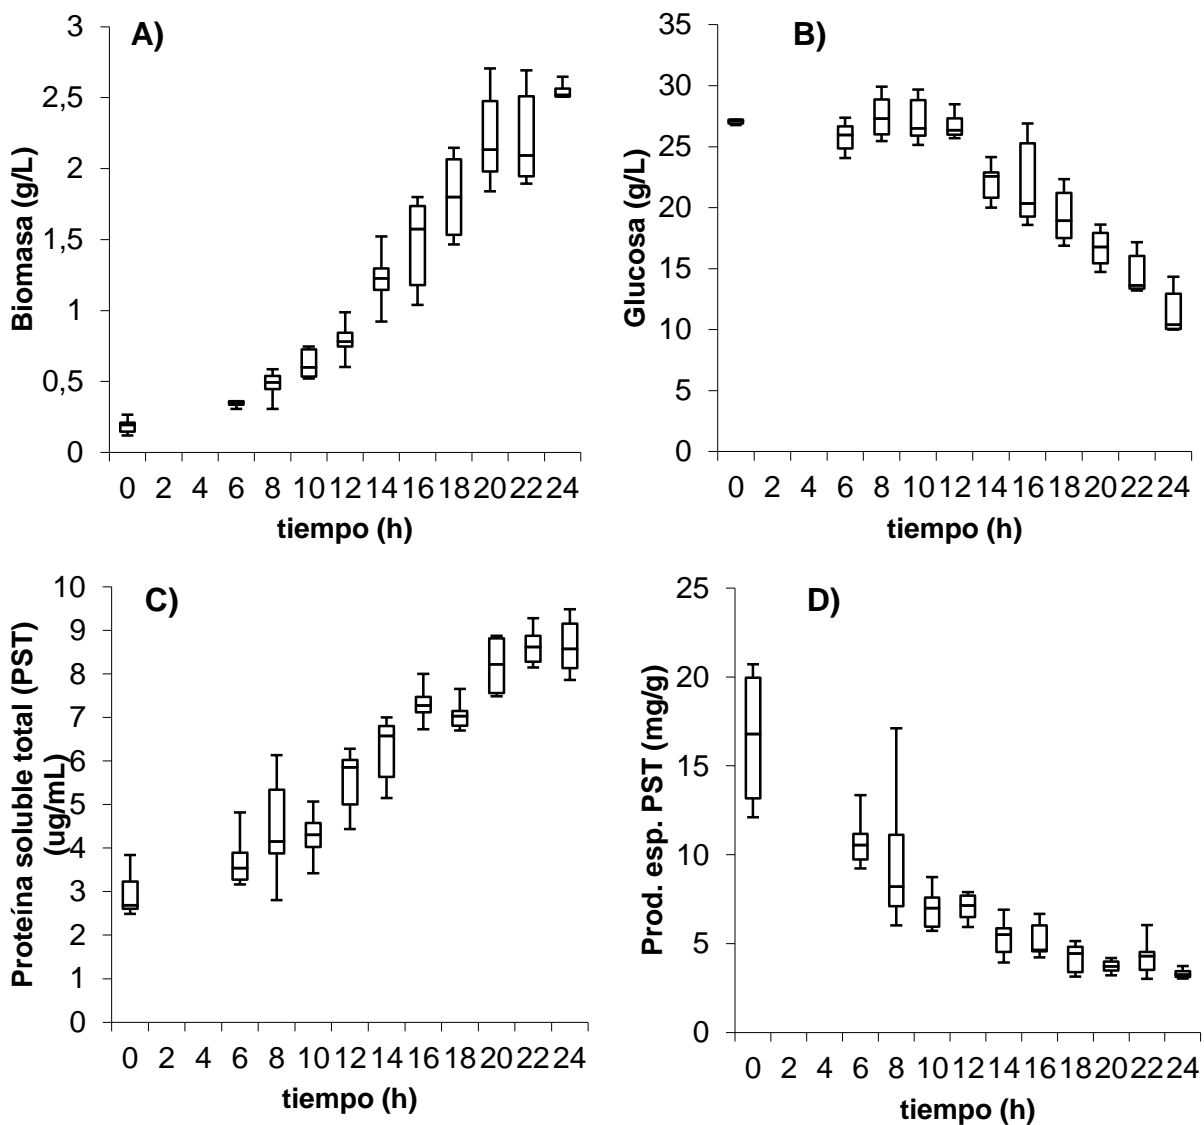 A)
Biomasa (g/L)
3
2,5
2
1,5
1
0,5
0
0 2 4 6 8 10 12 14 16 18 20 22 24
tiempo (h)
B)
Glucosa (g/L)
35
30
25
20
15
10
5
0
0 2 4 6 8 10 12 14 16 18 20 22 24
tiempo (h)
C)
Proteína soluble total (PST)
(ug/mL)
10
9
8
7
6
5
4
3
2
1
0
0 2 4 6 8 10 12 14 16 18 20 22 24
tiempo (h)
D)
Prod. esp. PST (mg/g)
25
20
15
10
5
0
0 2 4 6 8 10 12 14 16 18 20 22 24
tiempo (h)